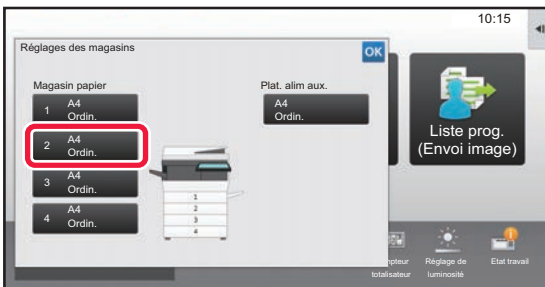 10:15
Réglages des magasins
OK
Magasin papier
Plat. alim aux.
1 A4
Ordin.
A4
Ordin.
2 A4
Ordin.
3 A4
Ordin.
4 A4
Ordin.
1
2
3
4
Liste prog.
(Envoi image)
totalisateur
Réglage de
luminosité
Etat travail